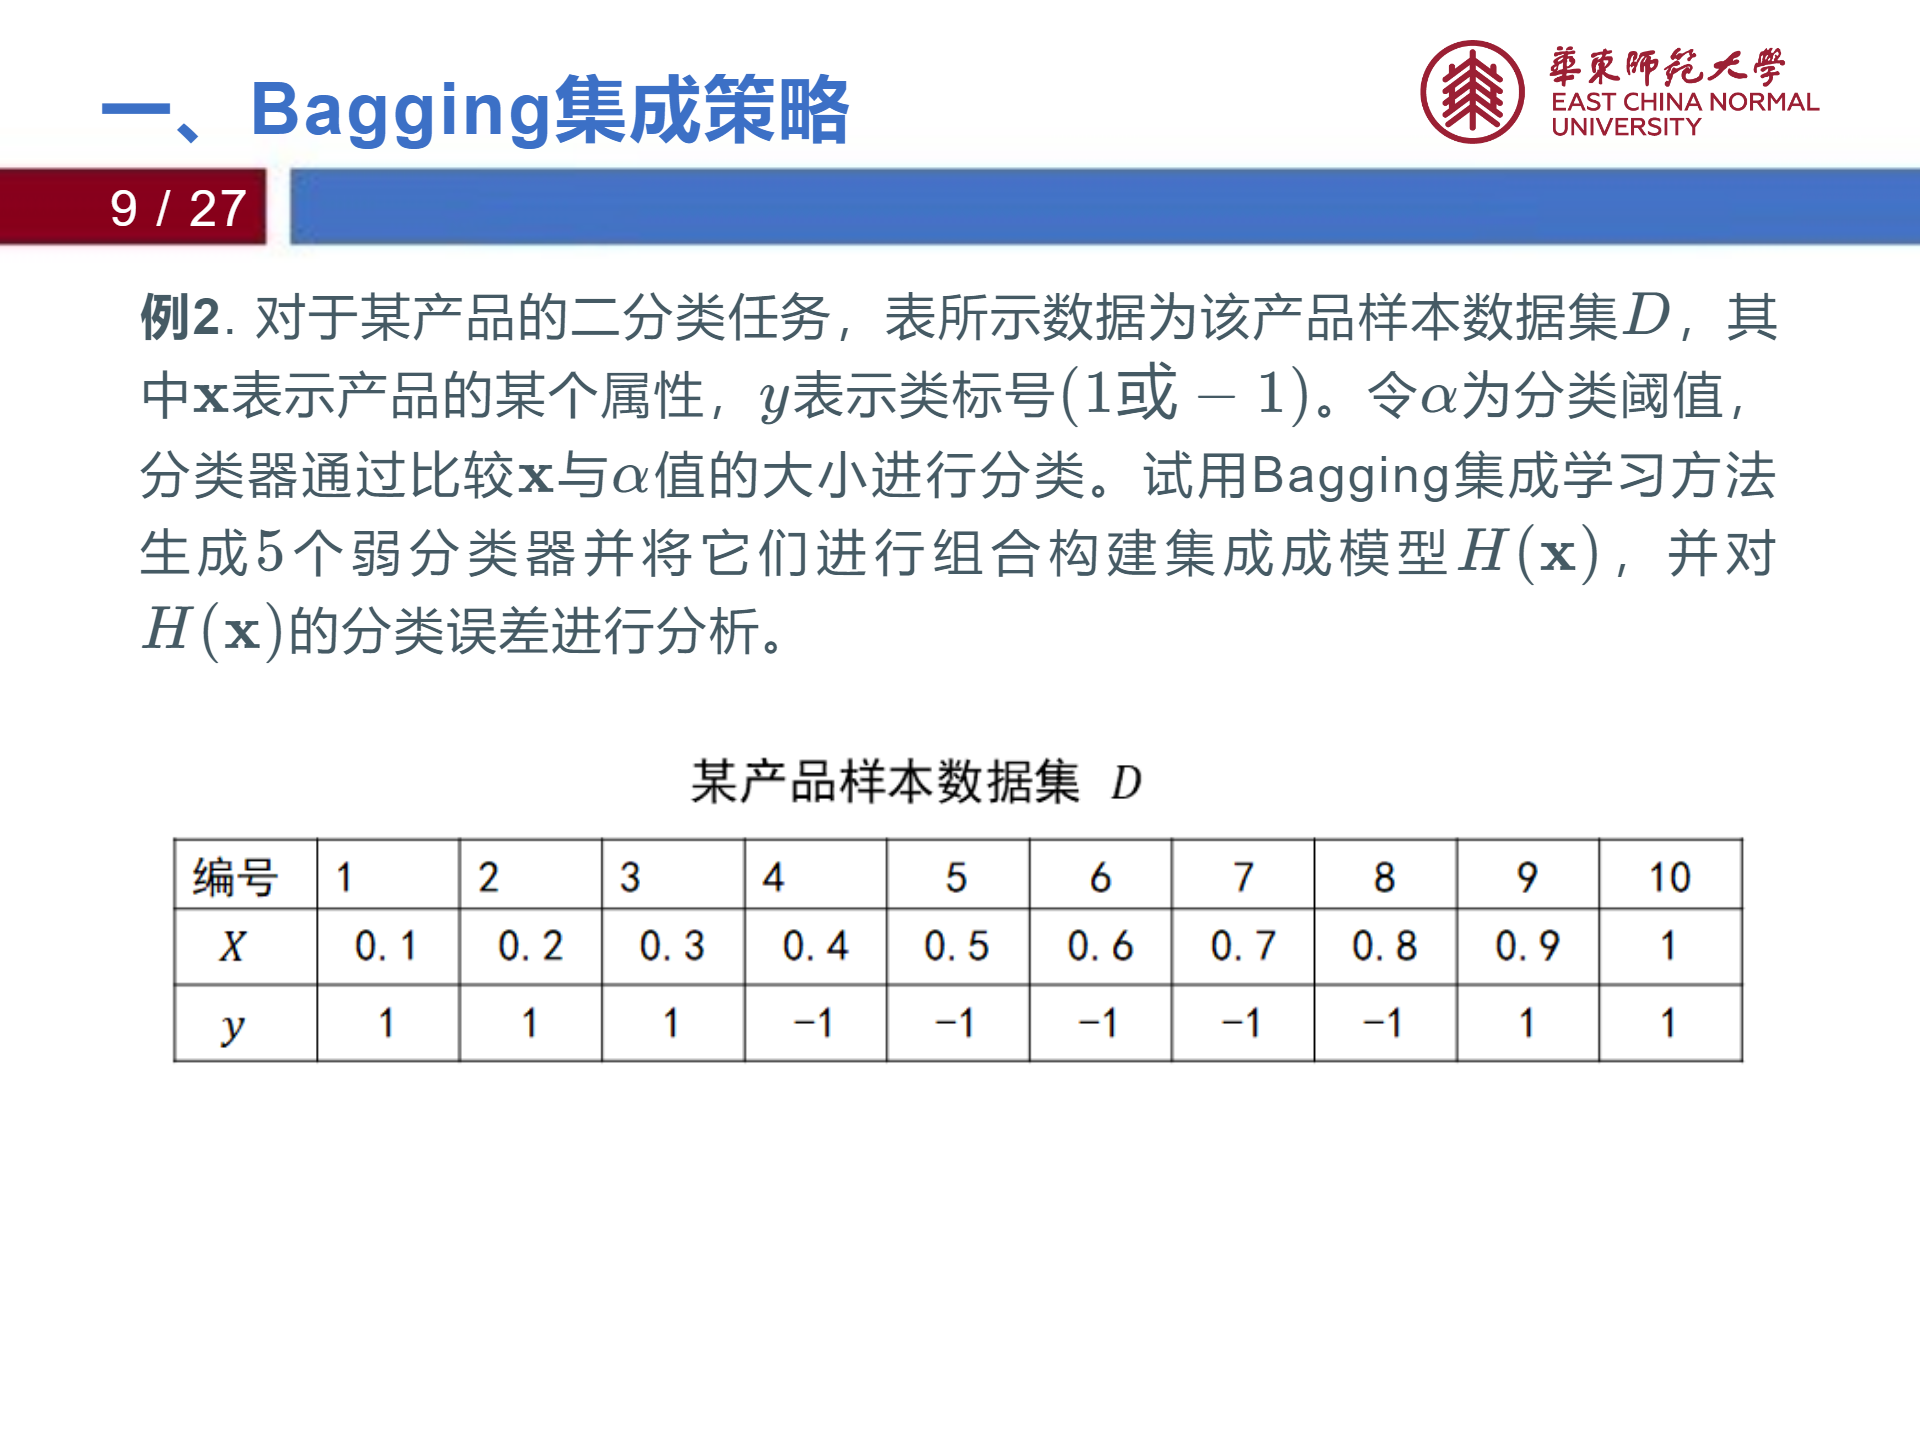 一、Bagging集成策略
華東師範大學
EAST CHINA NORMAL
UNIVERSITY
9 / 27
例2. 对于某产品的二分类任务，表所示数据为该产品样本数据集D，其
中x表示产品的某个属性，y表示类标号(1或 − 1)。令α为分类阈值，
分类器通过比较x与α值的大小进行分类。试用Bagging集成学习方法
生成5个弱分类器并将它们进行组合构建集成成模型H(x)，并对
H(x)的分类误差进行分析。
某产品样本数据集 D
编号 1 2 3 4 5 6 7 8 9 10
X 0.1 0.2 0.3 0.4 0.5 0.6 0.7 0.8 0.9 1
y 1 1 1 −1 −1 −1 −1 −1 1 1